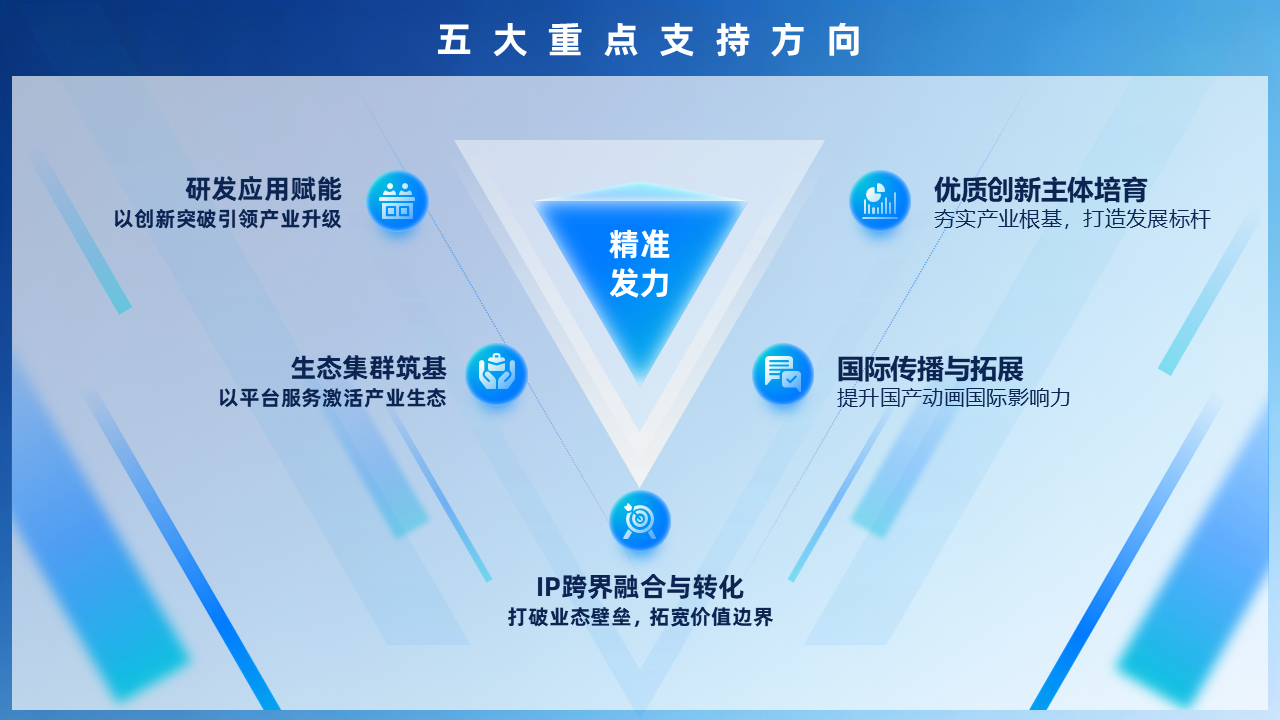 五大重点支持方向
精准
发力
研发应用赋能
以创新突破引领产业升级
优质创新主体培育
夯实产业根基，打造发展标杆
生态集群筑基
以平台服务激活产业生态
国际传播与拓展
提升国产动画国际影响力
IP跨界融合与转化
打破业态壁垒，拓宽价值边界